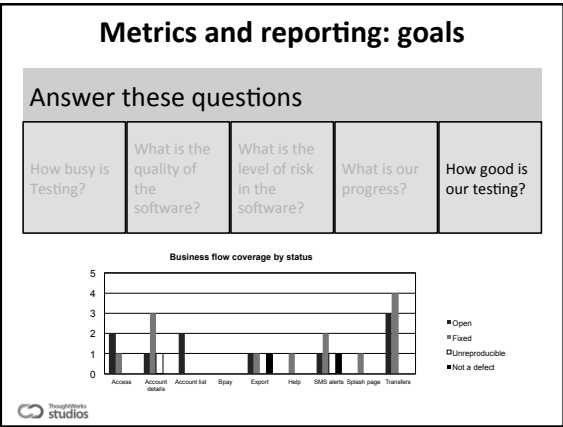 Metrics and reporting: goals
Answer these questions
How busy is
Testing?
What is the
quality of
the
software?
What is the
level of risk
in the
software?
What is our
progress?
How good is
our testing?
Business flow coverage by status
5
4
3
2
1
0
Access
Account
details
Account list
Bpay
Export
Help
SMS alerts
Splash page
Transfers
Open
Fixed
Unreproducible
Not a defect
ThoughtWorks
studios